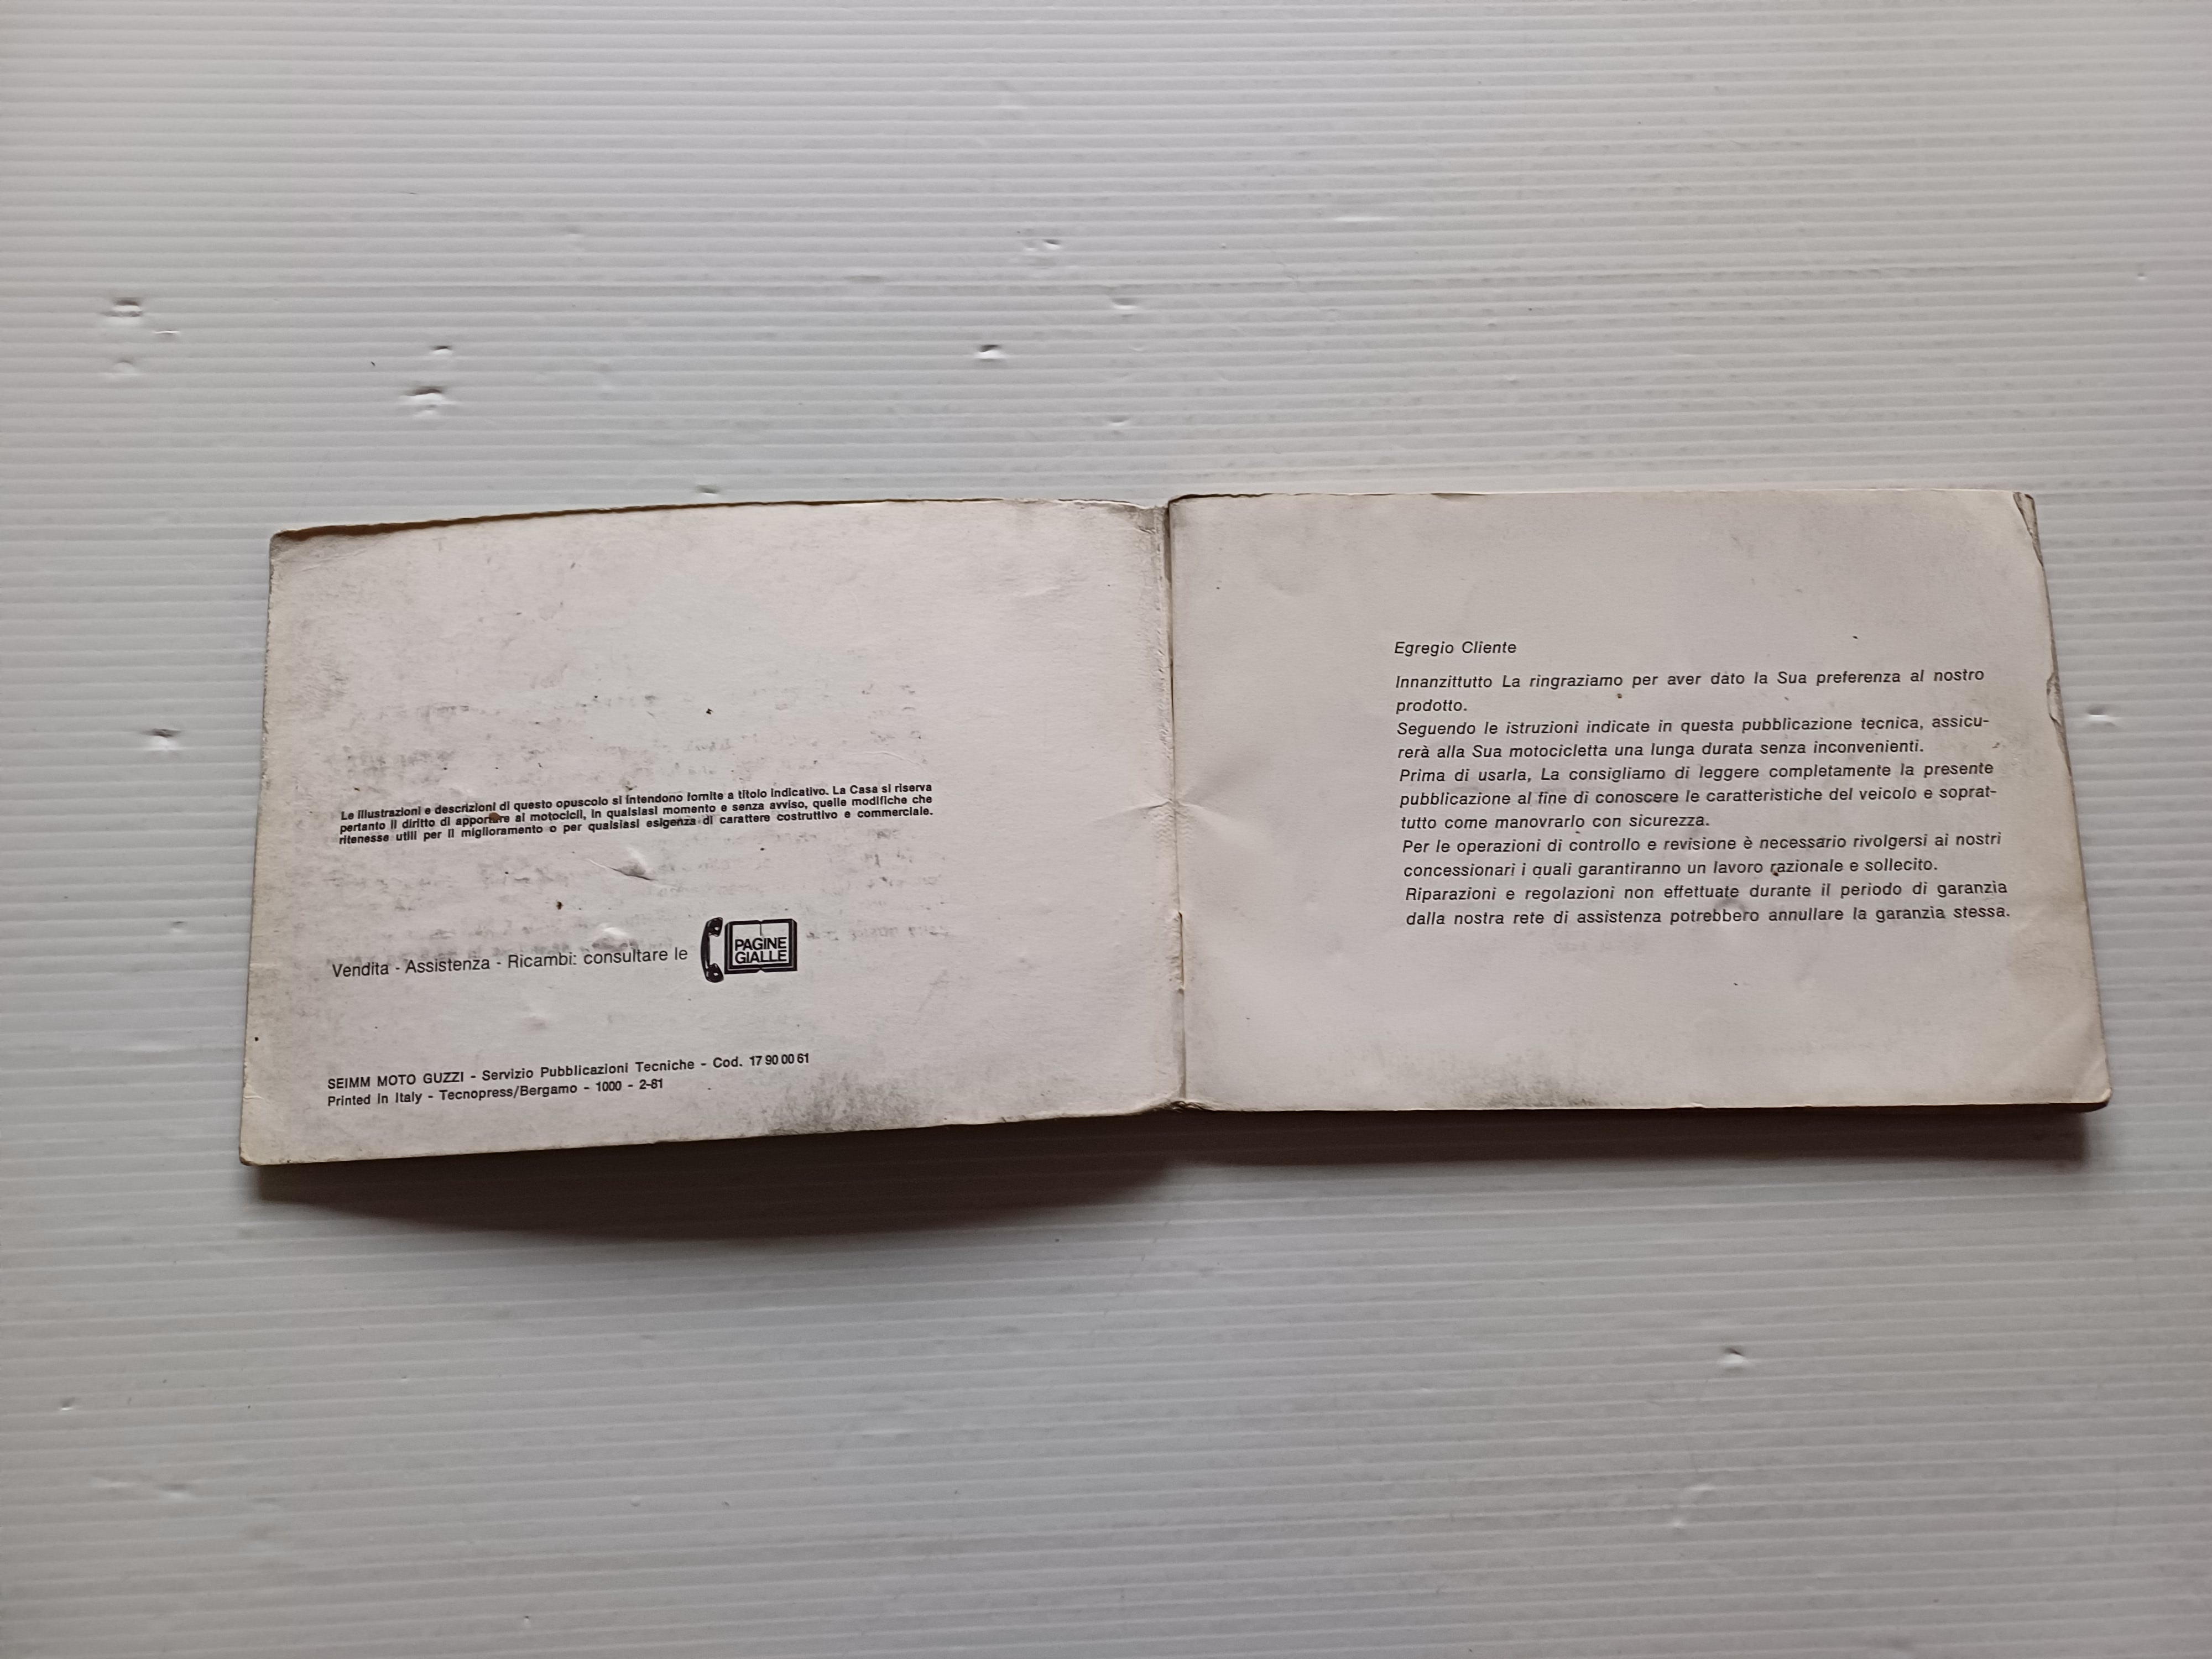 Le illustrazioni e descrizioni di questo opuscolo si intendono fornite a titolo indicativo. La Casa si riserva
pertanto il diritto di apportare ai motocicli, in qualsiasi momento e senza avviso, quelle modifiche che
ritenesse utili per il miglioramento o per qualsiasi esigenza di carattere costruttivo e commerciale.
Vendita - Assistenza - Ricambi: consultare le
PAGINE
GIALLE
SEIMM MOTO GUZZI - Servizio Pubblicazioni Tecniche - Cod. 17 90 00 61
Printed in Italy - Tecnopress/Bergamo - 1000 - 2-81
Egregio Cliente
Innanzittutto La ringraziamo per aver dato la Sua preferenza al nostro
prodotto.
Seguendo le istruzioni indicate in questa pubblicazione tecnica, assicu-
rerà alla Sua motocicletta una lunga durata senza inconvenienti.
Prima di usarla, La consigliamo di leggere completamente la presente
pubblicazione al fine di conoscere le caratteristiche del veicolo e soprat-
tutto come manovrarlo con sicurezza.
Per le operazioni di controllo e revisione è necessario rivolgersi ai nostri
concessionari i quali garantiranno un lavoro razionale e sollecito.
Riparazioni e regolazioni non effettuate durante il periodo di garanzia
dalla nostra rete di assistenza potrebbero annullare la garanzia stessa.